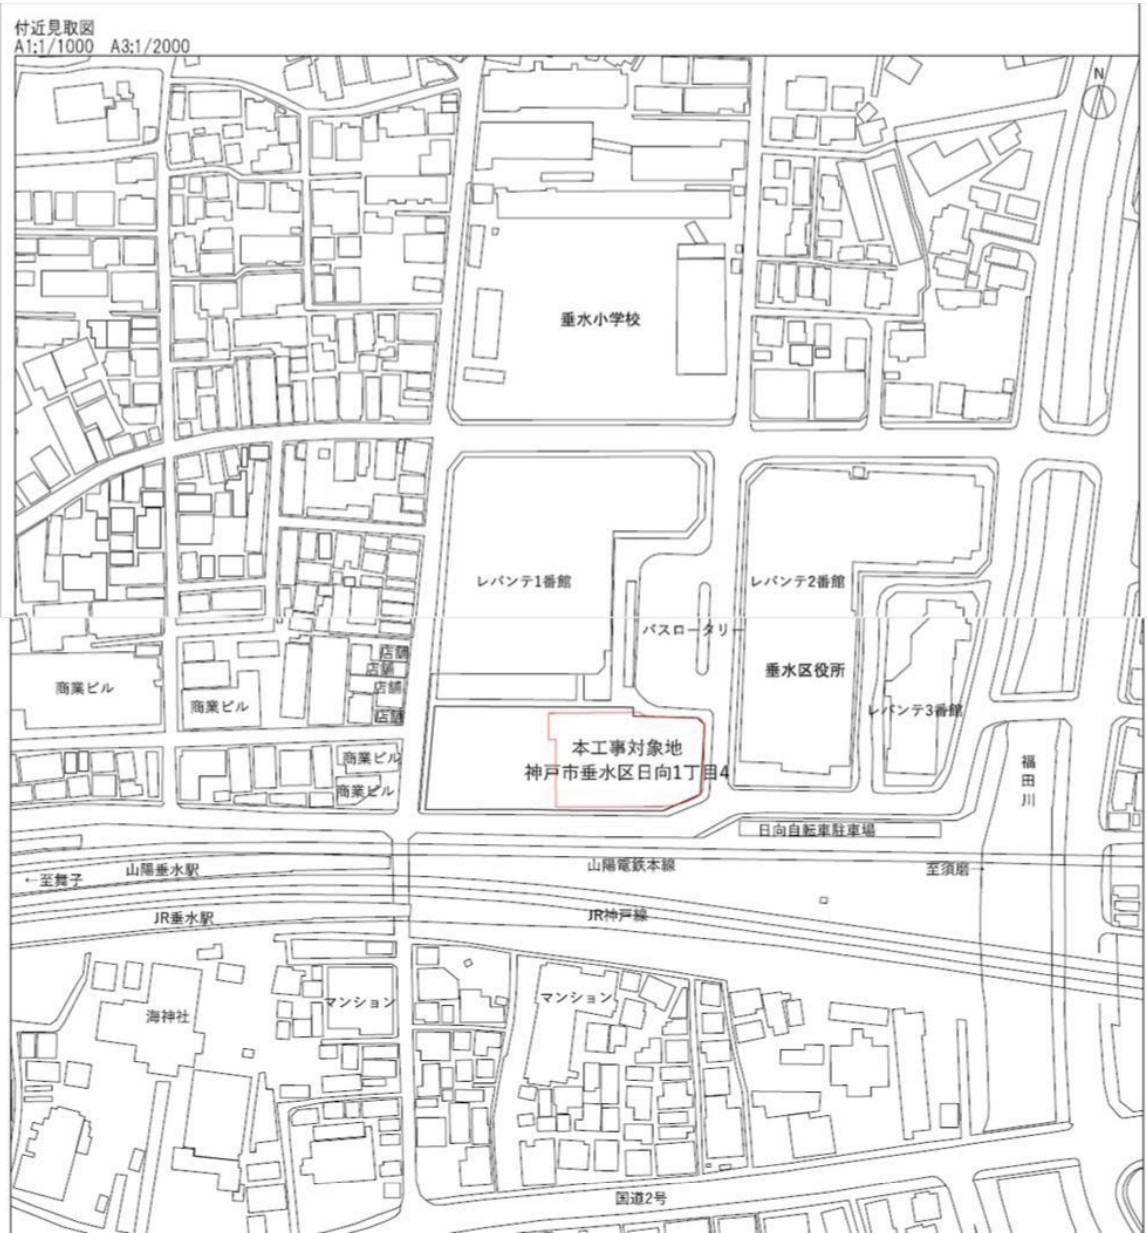 付近見取図
A1:1/1000 A3:1/2000
N
垂水小学校
レバンテ1番館
レバンテ2番館
バスロータリー
店舗
店舗
垂水区役所
商業ビル
店舗
商業ビル
レバンテ3番館
店舗
本工事対象地
商業ビル
神戸市垂水区日向1丁目4
福田川
商業ビル
日向自転車駐車場
山陽垂水駅
山陽電鉄本線
至須磨→
←至舞子
JR垂水駅
JR神戸線
マンション
マンション
海神社
国道2号